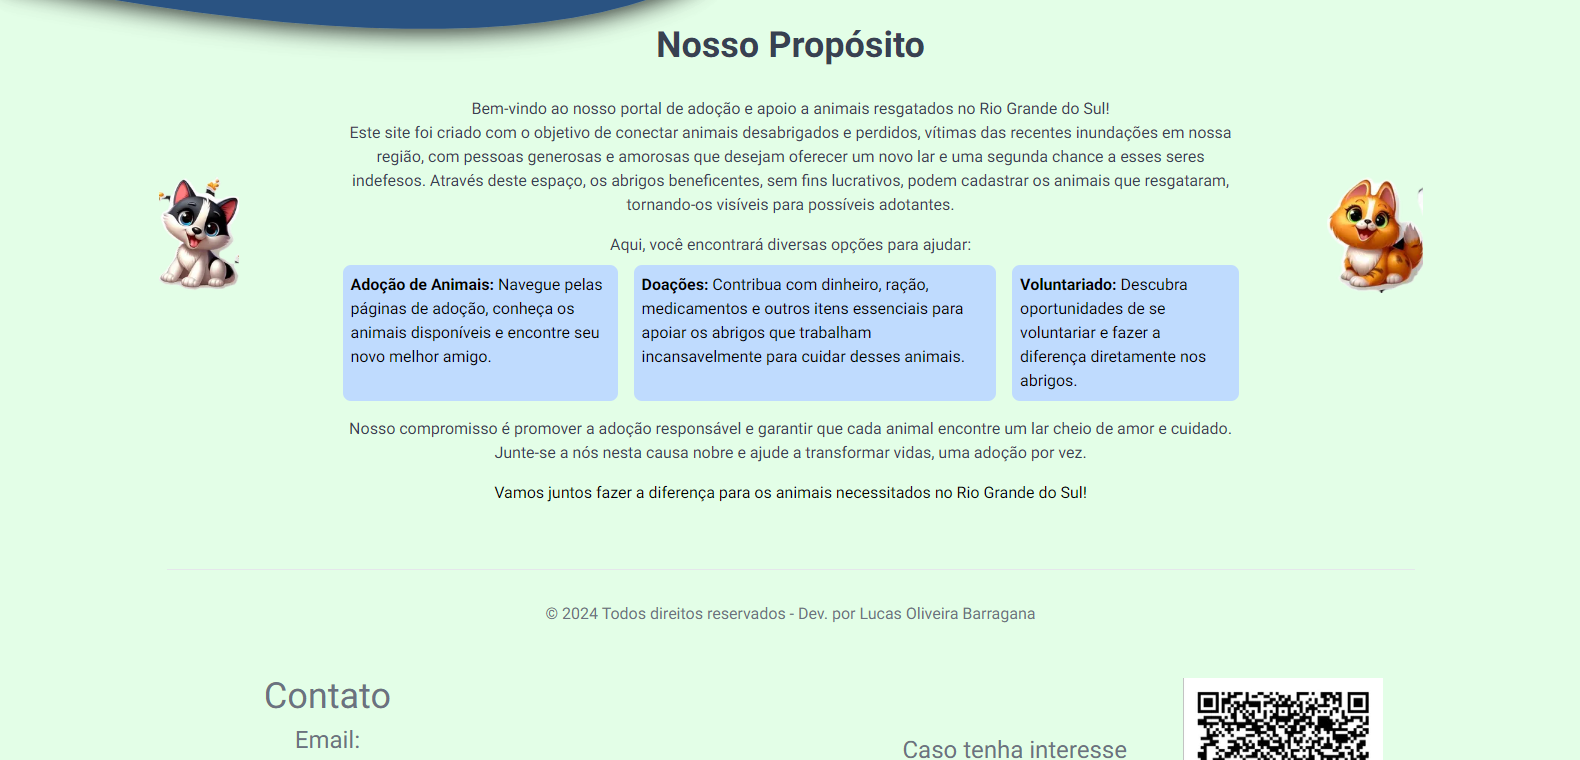 Nosso Propósito
Bem-vindo ao nosso portal de adoção e apoio a animais resgatados no Rio Grande do Sul!
Este site foi criado com o objetivo de conectar animais desabrigados e perdidos, vítimas das recentes inundações em nossa
região, com pessoas generosas e amorosas que desejam oferecer um novo lar e uma segunda chance a esses seres
indefesos. Através deste espaço, os abrigos beneficentes, sem fins lucrativos, podem cadastrar os animais que resgataram,
tornando-os visíveis para possíveis adotantes.
Aqui, você encontrará diversas opções para ajudar:
Adoção de Animais: Navegue pelas
páginas de adoção, conheça os
animais disponíveis e encontre seu
novo melhor amigo.
Doações: Contribua com dinheiro, ração,
medicamentos e outros itens essenciais para
apoiar os abrigos que trabalham
incansavelmente para cuidar desses animais.
Voluntariado: Descubra
oportunidades de se
voluntariar e fazer a
diferença diretamente nos
abrigos.
Nosso compromisso é promover a adoção responsável e garantir que cada animal encontre um lar cheio de amor e cuidado.
Junte-se a nós nesta causa nobre e ajude a transformar vidas, uma adoção por vez.
Vamos juntos fazer a diferença para os animais necessitados no Rio Grande do Sul!
© 2024 Todos direitos reservados - Dev. por Lucas Oliveira Barragana
Contato
Email:
Caso tenha interesse